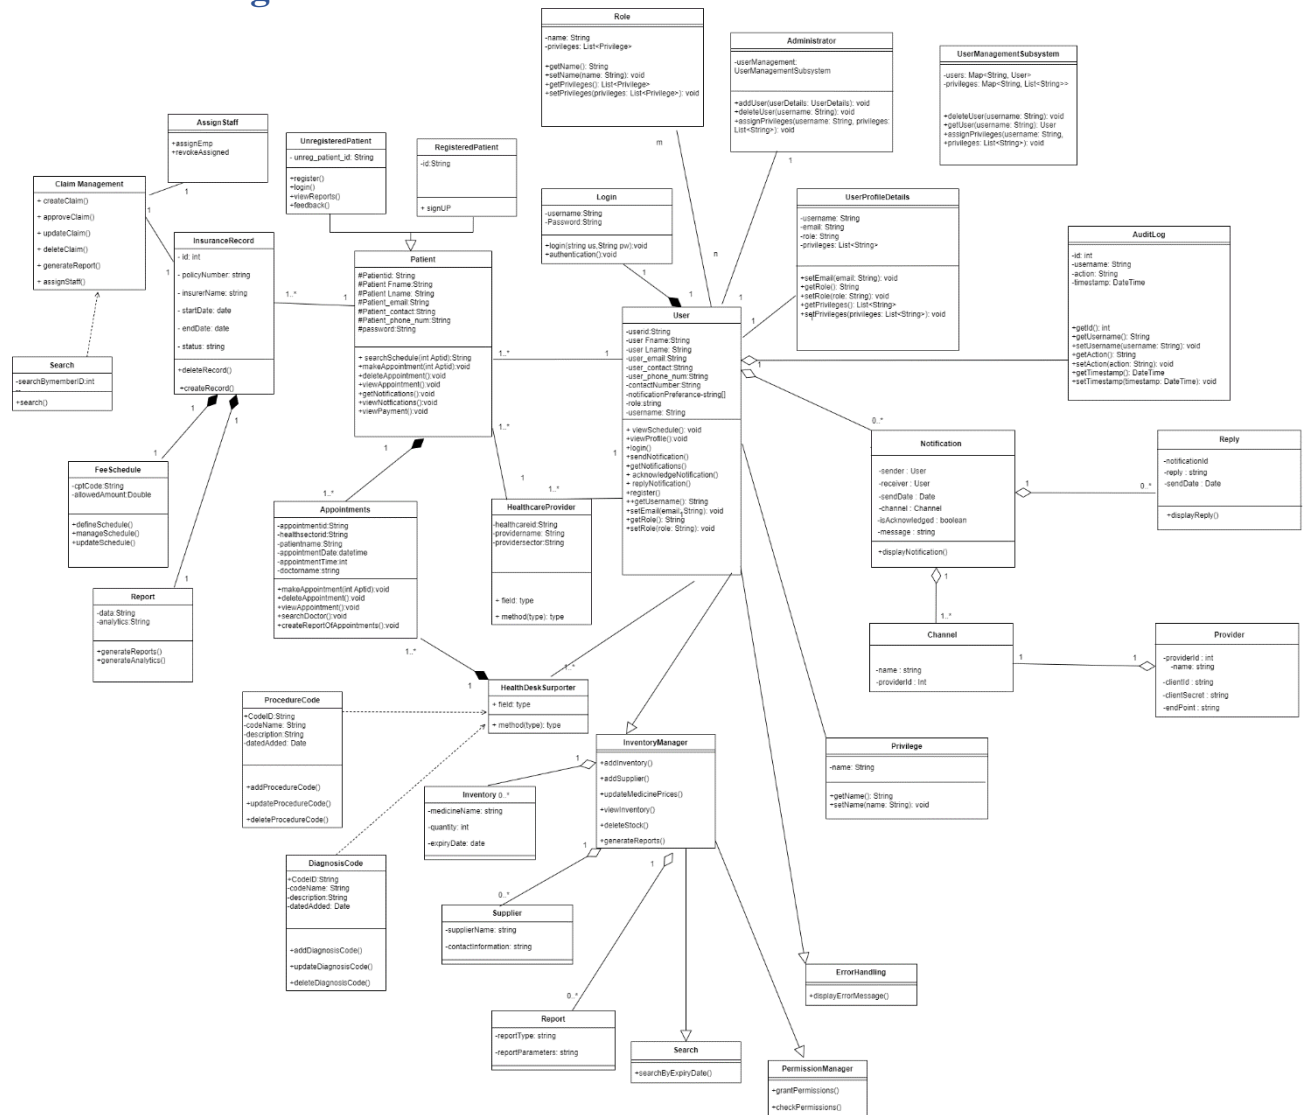 Role
-name: String
-privileges: List<Privilege>
+getName(): String
+setName(name: String): void
+getPrivileges(): List<Privilege>
+setPrivileges(privileges: List<Privilege>): void
Administrator
-userManagement:
UserManagementSubsystem
+addUser(userDetails: UserDetails): void
+deleteUser(username: String): void
+assignPrivileges(username: String, privileges:
List<String>): void
UserManagementSubsystem
-users: Map<String, User>
-privileges: Map<String, List<String>>
+deleteUser(username: String): void
+getUser(username: String): User
+assignPrivileges(username: String,
+privileges: List<String>): void
AssignStaff
+assignEmp
+revokeAssigned
UnregisteredPatient
- unreg_patient_id: String
+register()
+login()
+viewReports()
+feedback()
RegisteredPatient
-id:String
+ signUP
Claim Management
+ createClaim()
+ approveClaim()
+ updateClaim()
+ deleteClaim()
+ generateReport()
+ assignStaff()
InsuranceRecord
- id: int
- policyNumber: string
- insurerName: string
- startDate: date
- endDate: date
- status: string
+deleteRecord()
+createRecord()
Login
-username:String
-Password:String
+login(string us,String pw):void
+authentication():void
UserProfileDetails
-username: String
-email: String
-role: String
-privileges: List<String>
+setEmail(email: String): void
+getRole(): String
+setRole(role: String): void
+getPrivileges(): List<String>
+setPrivileges(privileges: List<String>): void
AuditLog
-id: int
-username: String
-action: String
-timestamp: DateTime
+getId(): int
+getUsername(): String
+setUsername(username: String): void
+getAction(): String
+setAction(action: String): void
+getTimestamp(): DateTime
+setTimestamp(timestamp: DateTime): void
Patient
#Patientid: String
#Patient Fname: String
#Patient Lname: String
#Patient_email:String
#Patient_contact:String
#Patient_phone_num:String
#password:String
+ searchSchedule(int Aptid):String
+makeAppointment(int Aptid):void
+deleteAppointment():void
+viewAppointment():void
+getNotifications():void
+viewNotfications():void
+viewPayment():void
User
-userid:String
-user Fname:String
-user Lname: String
-user_email:String
-user_contact:String
-user_phone_num:String
-contactNumber:String
-notificationPreferance-string[]
-role:string
-username: String
+ viewSchedule(): void
+viewProfile():void
+login()
+sendNotification()
+getNotifications()
+ acknowledgeNotification()
+ replyNotification()
+register()
++getUsername(): String
+setEmail(email:String): void
+getRole(): String
+setRole(role: String): void
Search
-searchBymemberID:int
+search()
Notification
-sender : User
-receiver : User
-sendDate : Date
-channel : Channel
-isAcknowledged : boolean
-message : string
+displayNotification()
Reply
-notificationId
-reply : string
-sendDate : Date
+displayReply()
FeeSchedule
-cptCode:String
-allowedAmount:Double
+defineSchedule()
+manageSchedule()
+updateSchedule()
Appointments
-appointmentid:String
-healthsectorid:String
-patientname:String
-appointmentDate:datetime
-appointmentTime:int
-doctorname:string
+makeAppointment(int Aptid):void
+deleteAppointment():void
+viewAppointment():void
+searchDoctor():void
+createReportOfAppointments():void
HealthcareProvider
-healthcareid:String
-providername:String
-providersector:String
+ field: type
+ method(type): type
Report
-data:String
-analytics:String
+generateReports()
+generateAnalytics()
Channel
-name : string
-providerId : Int
Provider
-providerId : int
-name: string
-clientId : string
-clientSecret : string
-endPoint : string
HealthDeskSurporter
+ field: type
+ method(type): type
ProcedureCode
+CodeID:String
-codeName: String
-description:String
-datedAdded: Date
+addProcedureCode()
+updateProcedureCode()
+deleteProcedureCode()
InventoryManager
+addInventory()
+addSupplier()
+updateMedicinePrices()
+viewInventory()
+deleteStock()
+generateReports()
Privilege
-name: String
+getName(): String
+setName(name: String): void
Inventory 0..*
-medicineName: string
-quantity: int
-expiryDate: date
DiagnosisCode
+CodeID:String
-codeName: String
-description:String
-datedAdded: Date
+addDiagnosisCode()
+updateDiagnosisCode()
+deleteDiagnosisCode()
Supplier
-supplierName: string
-contactInformation: string
ErrorHandling
+displayErrorMessage()
Report
-reportType: string
-reportParameters: string
Search
+searchByExpiryDate()
PermissionManager
+grantPermissions()
+checkPermissions()